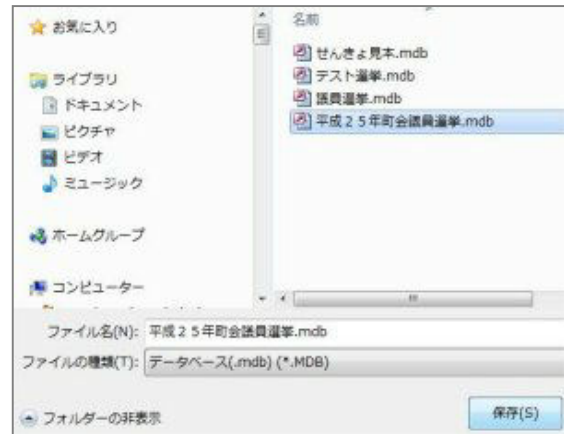 お気に入り
ライブラリ
ドキュメント
ピクチャ
ビデオ
ミュージック
ホームグループ
コンピューター
名前
せんきょ見本.mdb
テスト選挙.mdb
議員選挙.mdb
平成25年町会議員選挙.mdb
ファイル名(N): 平成25年町会議員選挙.mdb
ファイルの種類(T): データベース(.mdb) (*.MDB)
フォルダーの非表示
保存(S)